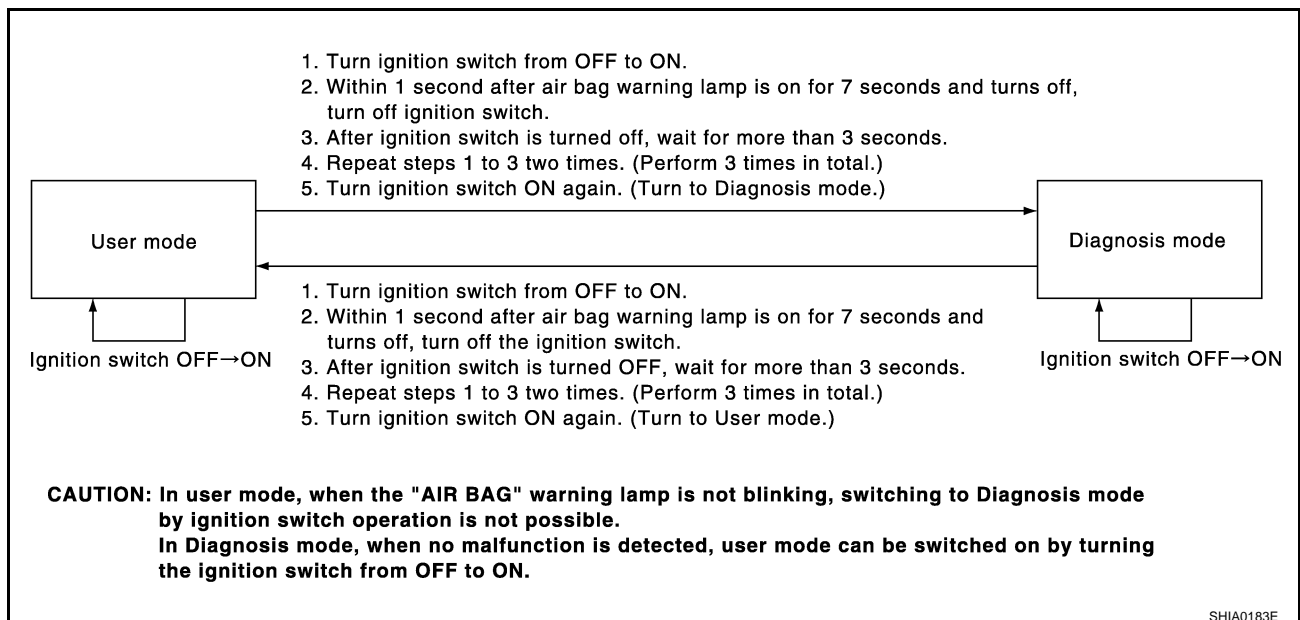 1. Turn ignition switch from OFF to ON.
2. Within 1 second after air bag warning lamp is on for 7 seconds and turns off,
turn off ignition switch.
3. After ignition switch is turned off, wait for more than 3 seconds.
4. Repeat steps 1 to 3 two times. (Perform 3 times in total.)
5. Turn ignition switch ON again. (Turn to Diagnosis mode.)
User mode
Diagnosis mode
1. Turn ignition switch from OFF to ON.
2. Within 1 second after air bag warning lamp is on for 7 seconds and
turns off, turn off the ignition switch.
3. After ignition switch is turned OFF, wait for more than 3 seconds.
4. Repeat steps 1 to 3 two times. (Perform 3 times in total.)
5. Turn ignition switch ON again. (Turn to User mode.)
Ignition switch OFF→ON
Ignition switch OFF→ON
CAUTION: In user mode, when the "AIR BAG" warning lamp is not blinking, switching to Diagnosis mode
by ignition switch operation is not possible.
In Diagnosis mode, when no malfunction is detected, user mode can be switched on by turning
the ignition switch from OFF to ON.
SHIA0183E